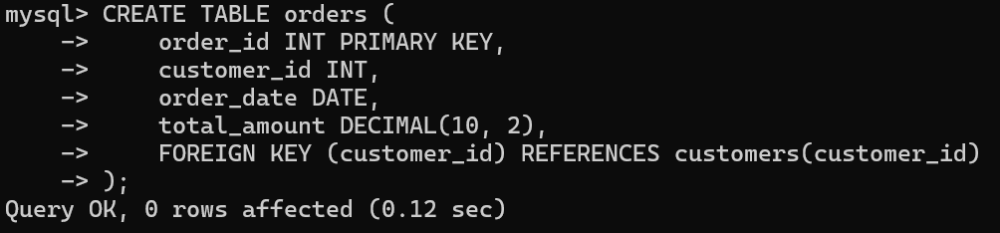 mysql> CREATE TABLE orders (
    ->     order_id INT PRIMARY KEY,
    ->     customer_id INT,
    ->     order_date DATE,
    ->     total_amount DECIMAL(10, 2),
    ->     FOREIGN KEY (customer_id) REFERENCES customers(customer_id)
    -> );
Query OK, 0 rows affected (0.12 sec)